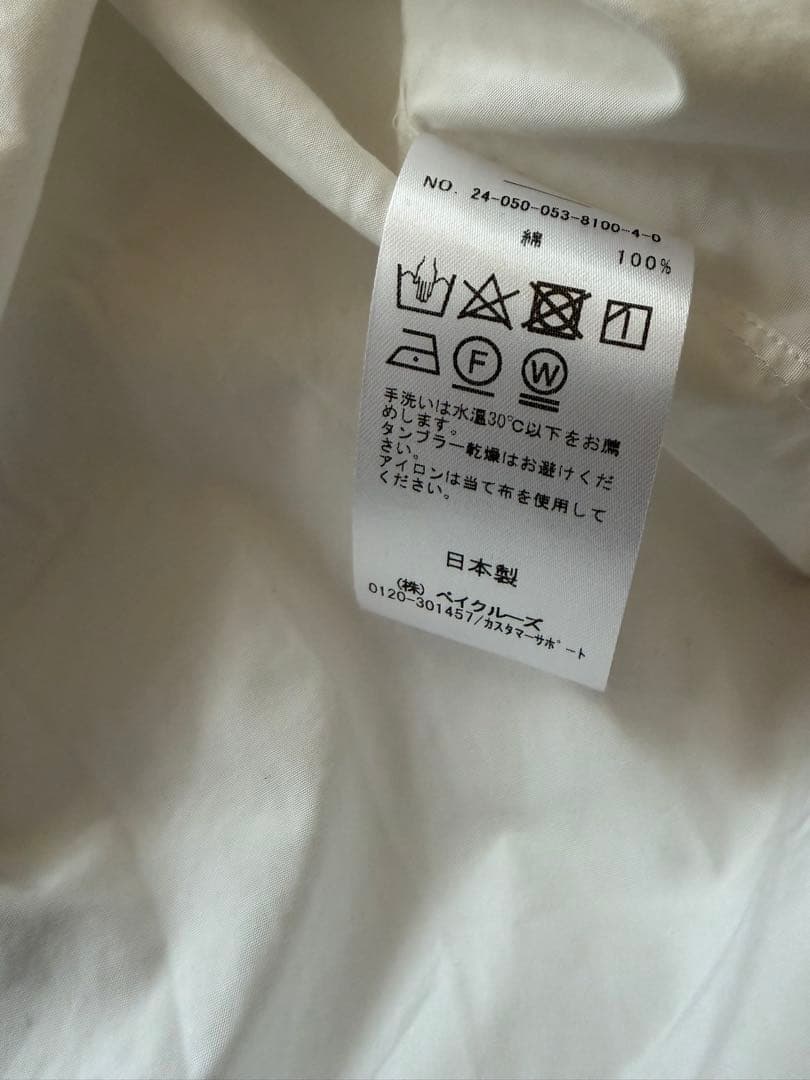 NO. 24-050-053-8100-4-0
綿 100%
F W
手洗いは水温30℃以下をお薦
めします。
タンブラー乾燥はお避けくだ
さい。
アイロンは当て布を使用して
ください。
日本製
(株) ベイクルーズ
0120-301457/カスタマーサポート